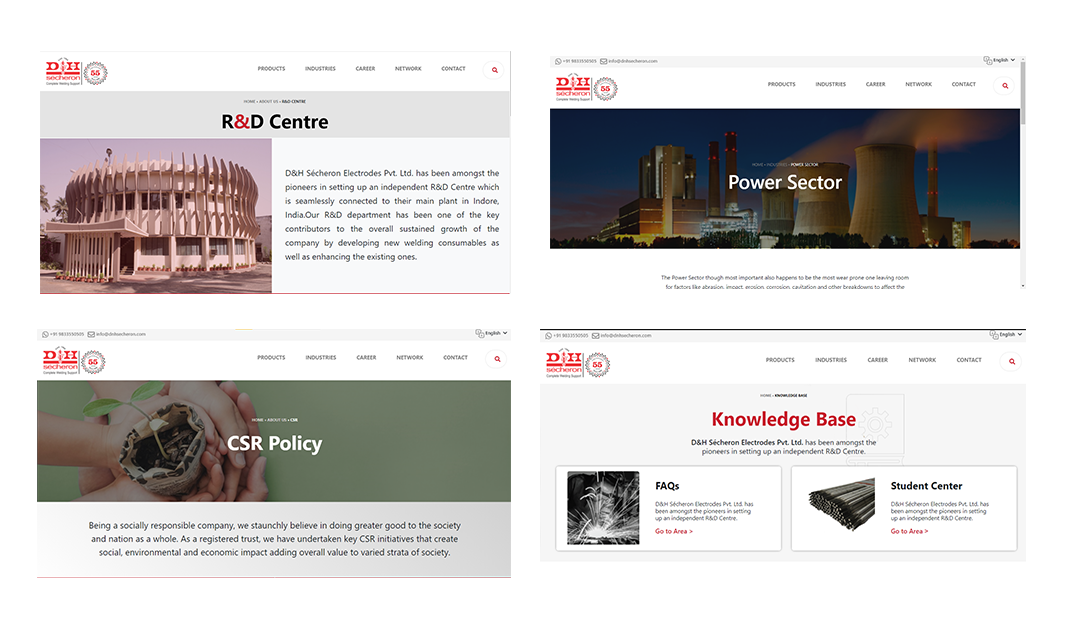 D&H
secheron
Complete Welding Support
55
PRODUCTS
INDUSTRIES
CAREER
NETWORK
CONTACT
HOME • ABOUT US • R&D CENTRE
R&D Centre
D&H Sécheron Electrodes Pvt. Ltd. has been amongst the
pioneers in setting up an independent R&D Centre which
is seamlessly connected to their main plant in Indore,
India.Our R&D department has been one of the key
contributors to the overall sustained growth of the
company by developing new welding consumables as
well as enhancing the existing ones.
+91 9833550505
info@dnhsecheron.com
English
D&H
secheron
Complete Welding Support
55
PRODUCTS
INDUSTRIES
CAREER
NETWORK
CONTACT
HOME • INDUSTRIES • POWER SECTOR
Power Sector
The Power Sector though most important also happens to be the most wear prone one leaving room
for factors like abrasion, impact, erosion, corrosion, cavitation and other breakdowns to affect the
+91 9833550505
info@dnhsecheron.com
English
D&H
secheron
Complete Welding Support
55
PRODUCTS
INDUSTRIES
CAREER
NETWORK
CONTACT
HOME • ABOUT US • CSR
CSR Policy
Being a socially responsible company, we staunchly believe in doing greater good to the society
and nation as a whole. As a registered trust, we have undertaken key CSR initiatives that create
social, environmental and economic impact adding overall value to varied strata of society.
+91 9833550505
info@dnhsecheron.com
English
D&H
secheron
Complete Welding Support
55
PRODUCTS
INDUSTRIES
CAREER
NETWORK
CONTACT
HOME • KNOWLEDGE BASE
Knowledge Base
D&H Sécheron Electrodes Pvt. Ltd. has been amongst the
pioneers in setting up an independent R&D Centre.
FAQs
D&H Sécheron Electrodes Pvt. Ltd. has
been amongst the pioneers in setting
up an independent R&D Centre.
Go to Area >
Student Center
D&H Sécheron Electrodes Pvt. Ltd. has
been amongst the pioneers in setting
up an independent R&D Centre.
Go to Area >